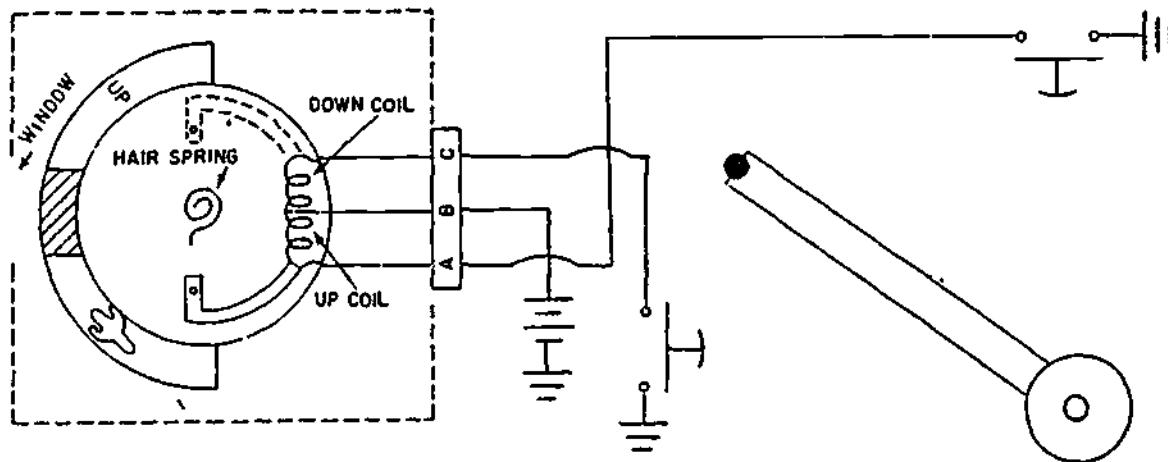 WINDOW
UP
DOWN COIL
HAIR SPRING
UP COIL
C
B
A